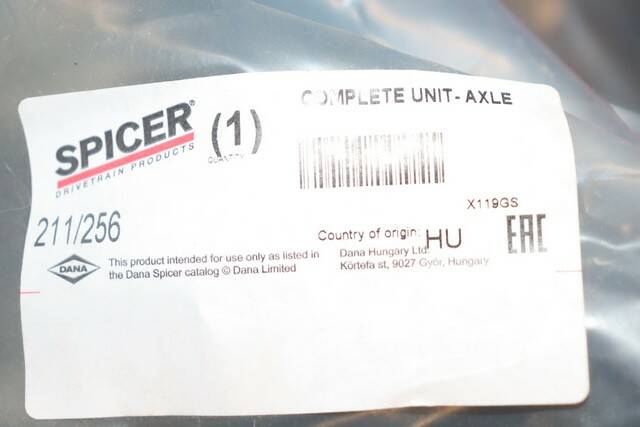 COMPLETE UNIT- AXLE
SPICER®
DRIVETRAIN PRODUCTS
(1)
QUANTITY
X119GS
211/256
Country of origin: HU
EAC
DANA
This product intended for use only as listed in
the Dana Spicer catalog © Dana Limited
Dana Hungary Ltd.
Körtefa st, 9027 Győr, Hungary